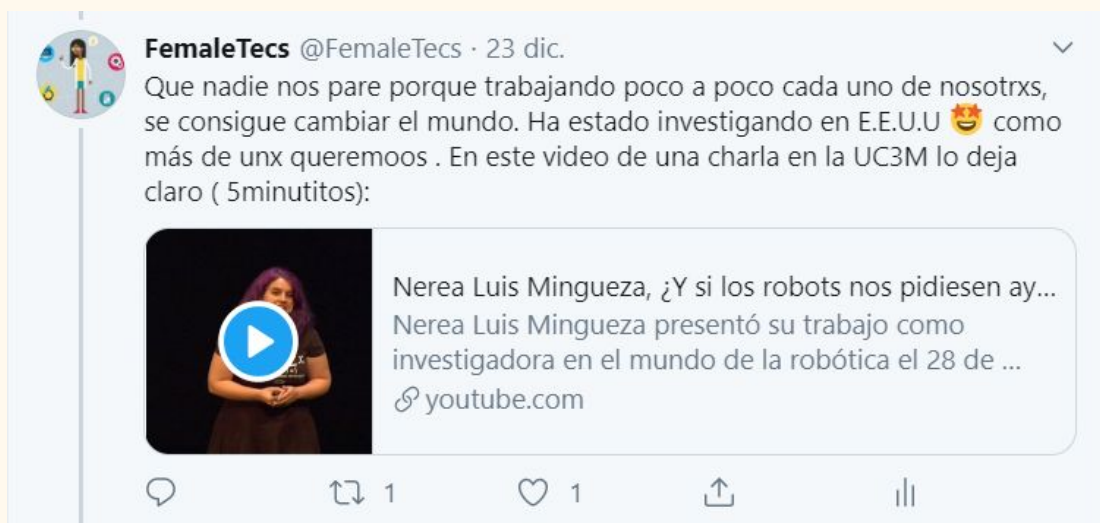 FemaleTecs @FemaleTecs · 23 dic.
Que nadie nos pare porque trabajando poco a poco cada uno de nosotrxs,
se consigue cambiar el mundo. Ha estado investigando en E.E.U.U 🤩 como
más de unx queremoos . En este video de una charla en la UC3M lo deja
claro ( 5minutitos):
Nerea Luis Mingueza, ¿Y si los robots nos pidiesen ay...
Nerea Luis Mingueza presentó su trabajo como
investigadora en el mundo de la robótica el 28 de ...
youtube.com
1 1